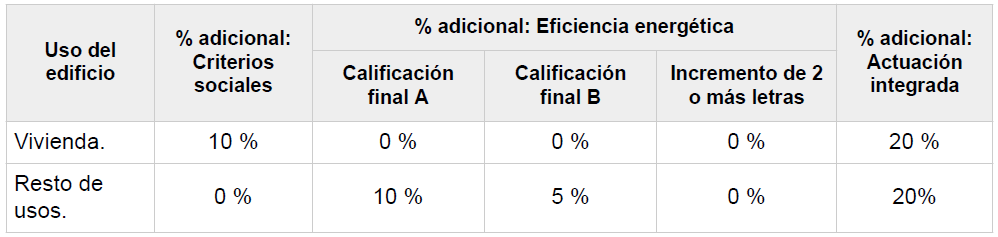 Uso del
edificio
% adicional:
Criterios
sociales
% adicional: Eficiencia energética
% adicional:
Actuación
integrada
Calificación
final A
Calificación
final B
Incremento de 2
o más letras
Vivienda.
10 %
0 %
0 %
0 %
20 %
Resto de
usos.
0 %
10 %
5 %
0 %
20%